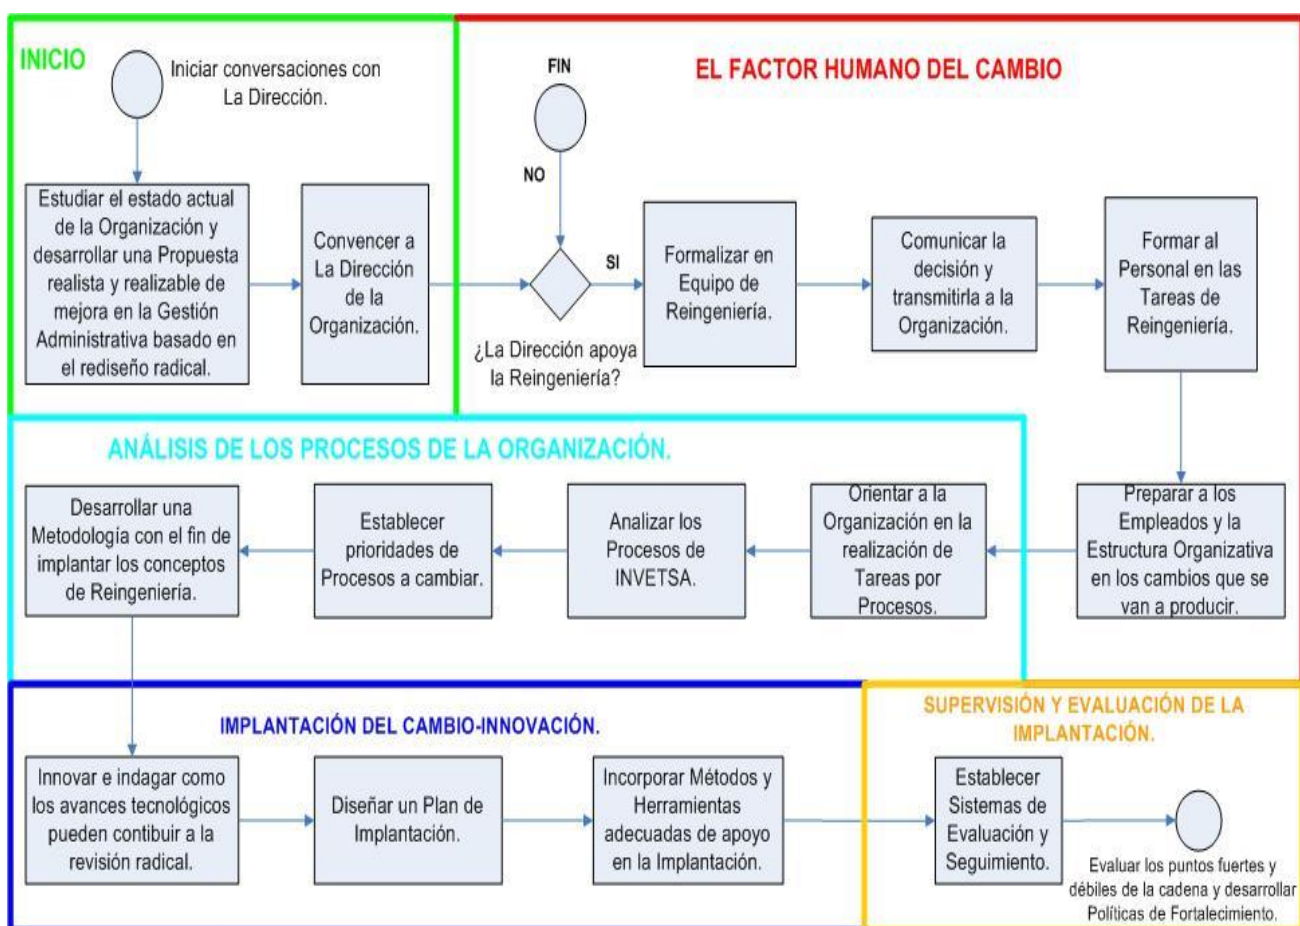 INICIO
Iniciar conversaciones con
La Dirección.
Estudiar el estado actual
de la Organización y
desarrollar una Propuesta
realista y realizable de
mejora en la Gestión
Administrativa basado en
el rediseño radical.
Convencer a
La Dirección
de la
Organización.
EL FACTOR HUMANO DEL CAMBIO
FIN
NO
SI
¿La Dirección apoya
la Reingeniería?
Formalizar en
Equipo de
Reingeniería.
Comunicar la
decisión y
transmitirla a la
Organización.
Formar al
Personal en las
Tareas de
Reingeniería.
Preparar a los
Empleados y la
Estructura Organizativa
en los cambios que se
van a producir.
ANÁLISIS DE LOS PROCESOS DE LA ORGANIZACIÓN.
Orientar a la
Organización en la
realización de
Tareas por
Procesos.
Analizar los
Procesos de
INVETSA.
Establecer
prioridades de
Procesos a cambiar.
Desarrollar una
Metodología con el fin de
implantar los conceptos
de Reingeniería.
IMPLANTACIÓN DEL CAMBIO-INNOVACIÓN.
Innovar e indagar como
los avances tecnológicos
pueden contibuir a la
revisión radical.
Diseñar un Plan de
Implantación.
Incorporar Métodos y
Herramientas
adecuadas de apoyo
en la Implantación.
SUPERVISIÓN Y EVALUACIÓN DE LA
IMPLANTACIÓN.
Establecer
Sistemas de
Evaluación y
Seguimiento.
Evaluar los puntos fuertes y
débiles de la cadena y desarrollar
Políticas de Fortalecimiento.